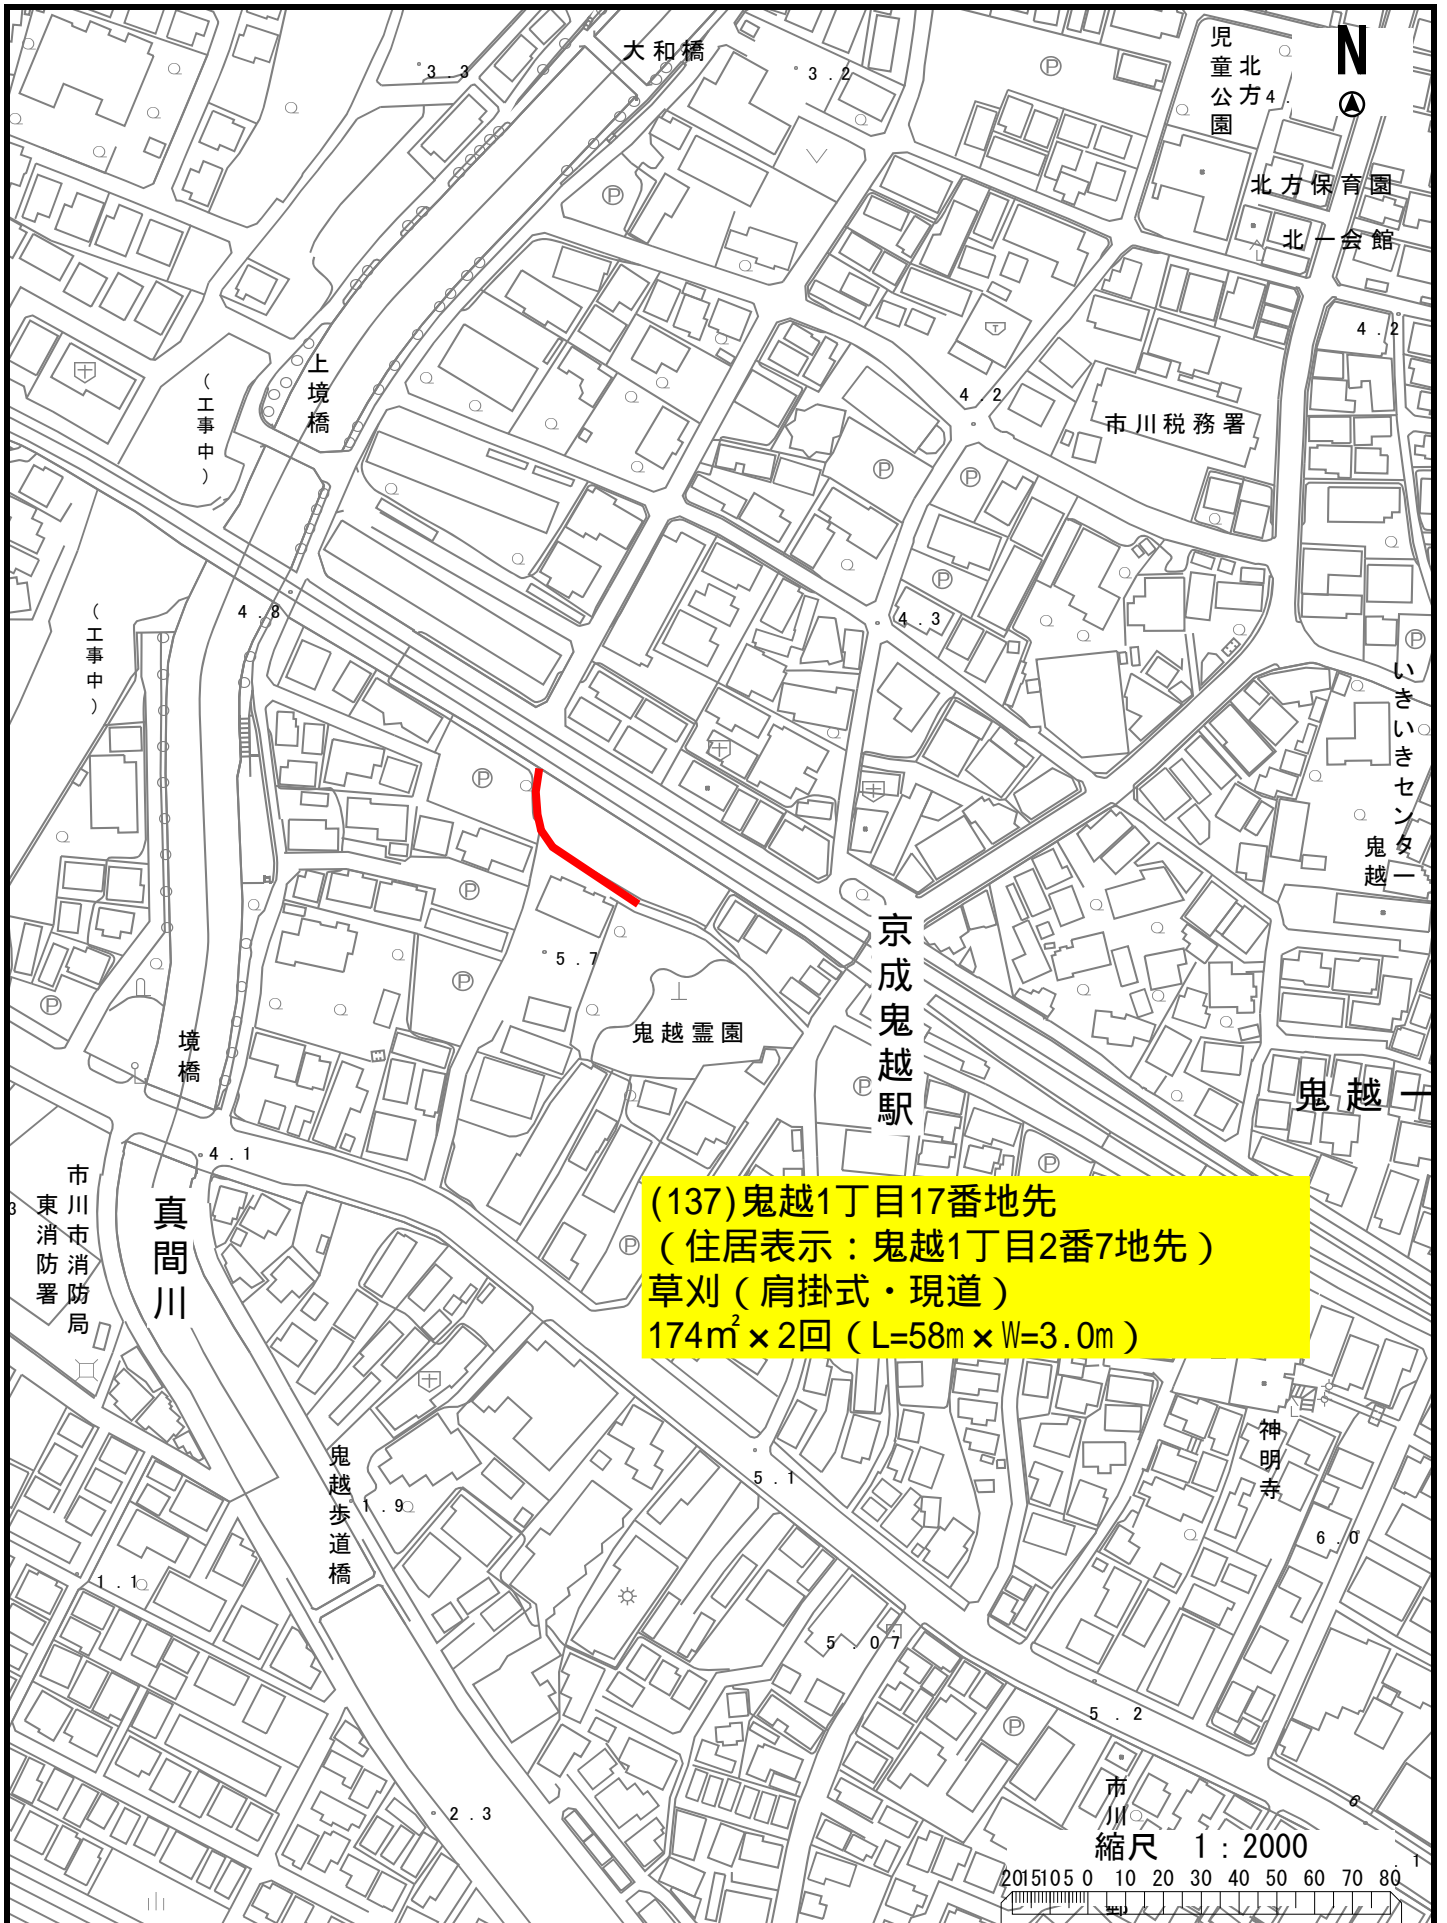 大和橋
3.3
3.2
児童公園
北方
4.
N
北方保育園
北一会館
4.2
上境橋
(工事中)
4.2
市川税務署
4.8
(工事中)
4.3
いきいきセンター
鬼越
5.7
鬼越霊園
京成鬼越駅
境橋
鬼越一
4.1
市川市消防局
東消防署
3
真間川
(137)鬼越1丁目17番地先
(住居表示:鬼越1丁目2番7地先)
草刈(肩掛式・現道)
174㎡×2回(L=58m×W=3.0m)
鬼越歩道橋
1.9
5.1
神明寺
6.0
1.1
5.07
5.2
2.3
市川
縮尺 1:2000
20 15 10 5 0 10 20 30 40 50 60 70 80
.1